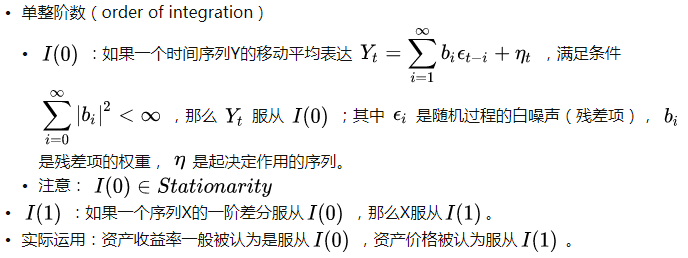 • 单整阶数（order of integration）
• $I(0)$ ：如果一个时间序列Y的移动平均表达 $Y_t = \sum_{i=1}^{\infty} b_i \epsilon_{t-i} + \eta_t$ ，满足条件
$\sum_{i=0}^{\infty} |b_i|^2 < \infty$ ，那么 $Y_t$ 服从 $I(0)$ ；其中 $\epsilon_i$ 是随机过程的白噪声（残差项）， $b_i$
是残差项的权重， $\eta$ 是起决定作用的序列。
• 注意： $I(0) \in Stationarity$
• $I(1)$ ：如果一个序列X的一阶差分服从 $I(0)$ ，那么X服从 $I(1)$ 。
• 实际运用：资产收益率一般被认为是服从 $I(0)$ ，资产价格被认为服从 $I(1)$ 。